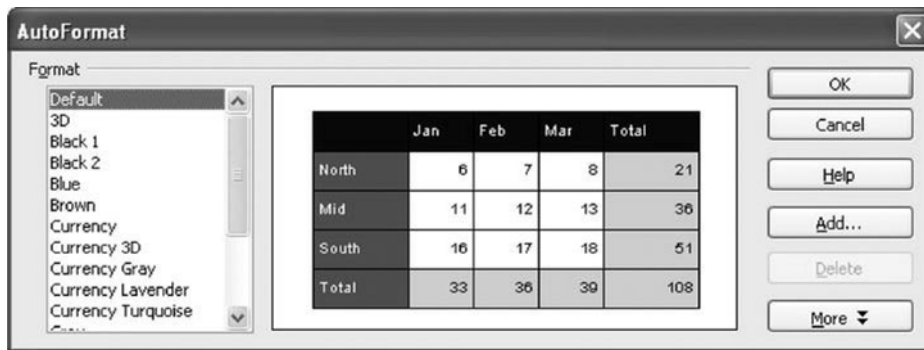 AutoFormat
Format
Default
3D
Black 1
Black 2
Blue
Brown
Currency
Currency 3D
Currency Gray
Currency Lavender
Currency Turquoise
Jan Feb Mar Total
North 6 7 8 21
Mid 11 12 13 36
South 16 17 18 51
Total 33 36 39 108
OK
Cancel
Help
Add...
Delete
More